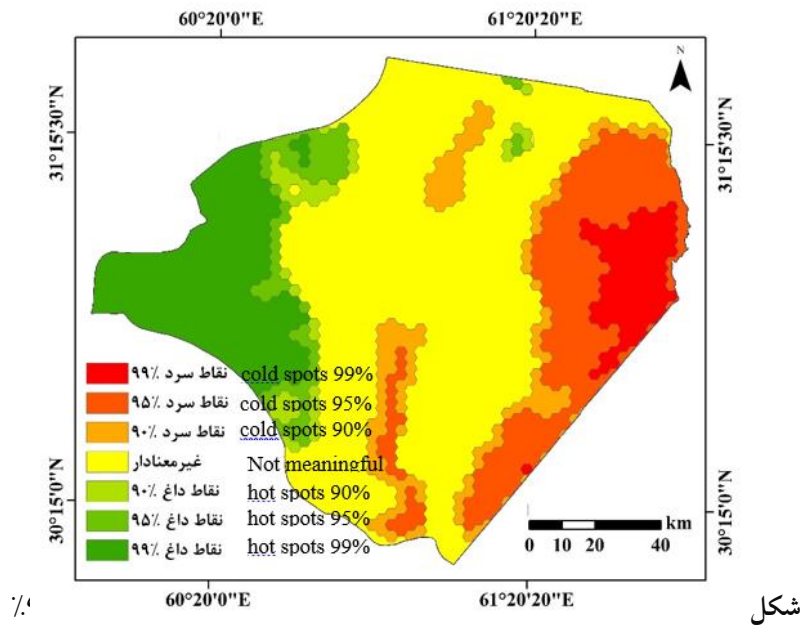 60°20'0"E 61°20'20"E
N
31°15'30"N 31°15'30"N
نقاط سرد ٪۹۹ cold spots 99%
نقاط سرد ٪۹۵ cold spots 95%
نقاط سرد ٪۹۰ cold spots 90%
غیرمعنادار Not meaningful
نقاط داغ ٪۹۰ hot spots 90%
نقاط داغ ٪۹۵ hot spots 95%
نقاط داغ ٪۹۹ hot spots 99%
30°15'0"N 30°15'0"N
km
0 10 20 40
60°20'0"E 61°20'20"E
شکل